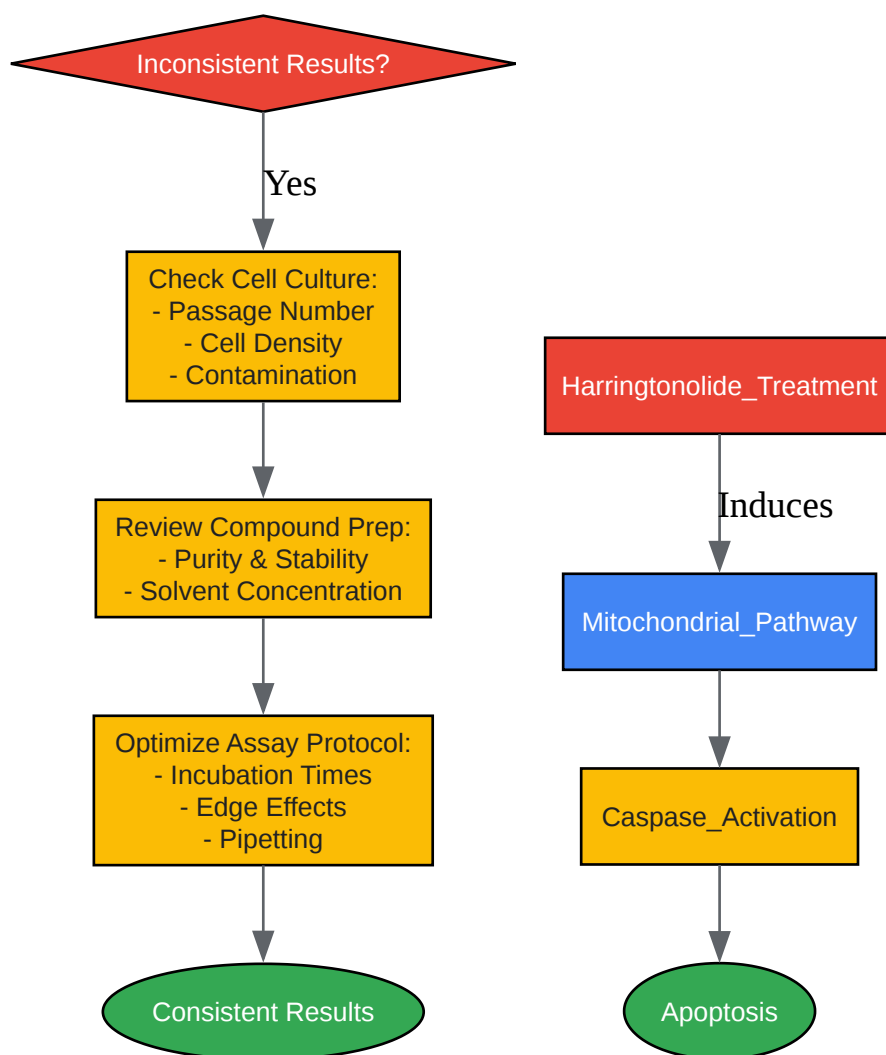 Inconsistent Results?
Yes
Check Cell Culture:
- Passage Number
- Cell Density
- Contamination
Review Compound Prep:
- Purity & Stability
- Solvent Concentration
Optimize Assay Protocol:
- Incubation Times
- Edge Effects
- Pipetting
Consistent Results
Harringtonolide_Treatment
Induces
Mitochondrial_Pathway
Caspase_Activation
Apoptosis